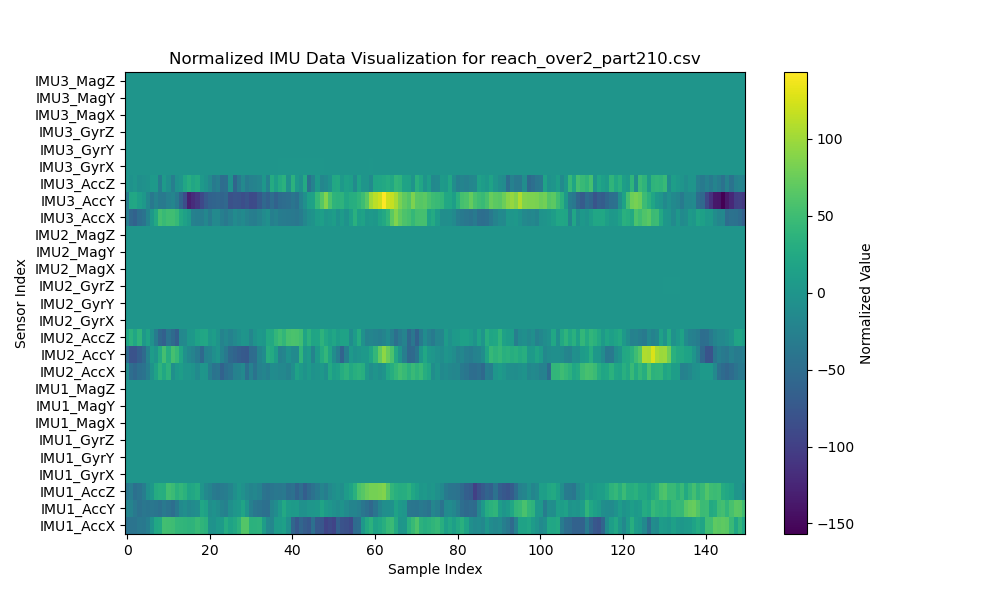 Normalized IMU Data Visualization for reach_over2_part210.csv
IMU3_MagZ
IMU3_MagY
IMU3_MagX
IMU3_GyrZ
IMU3_GyrY
IMU3_GyrX
IMU3_AccZ
IMU3_AccY
IMU3_AccX
IMU2_MagZ
IMU2_MagY
IMU2_MagX
IMU2_GyrZ
IMU2_GyrY
IMU2_GyrX
IMU2_AccZ
IMU2_AccY
IMU2_AccX
IMU1_MagZ
IMU1_MagY
IMU1_MagX
IMU1_GyrZ
IMU1_GyrY
IMU1_GyrX
IMU1_AccZ
IMU1_AccY
IMU1_AccX
Sensor Index
0 20 40 60 80 100 120 140
Sample Index
100
50
0
−50
−100
−150
Normalized Value